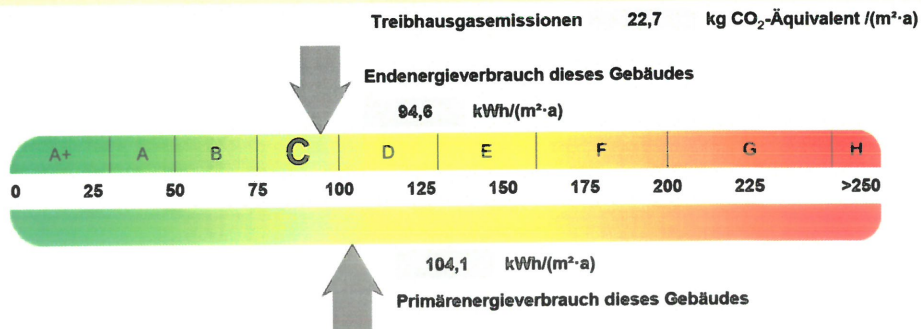 Treibhausgasemissionen 22,7 kg CO₂-Äquivalent /(m²·a)
Endenergieverbrauch dieses Gebäudes
94,6 kWh/(m²·a)
A+ A B C D E F G H
0 25 50 75 100 125 150 175 200 225 >250
104,1 kWh/(m²·a)
Primärenergieverbrauch dieses Gebäudes